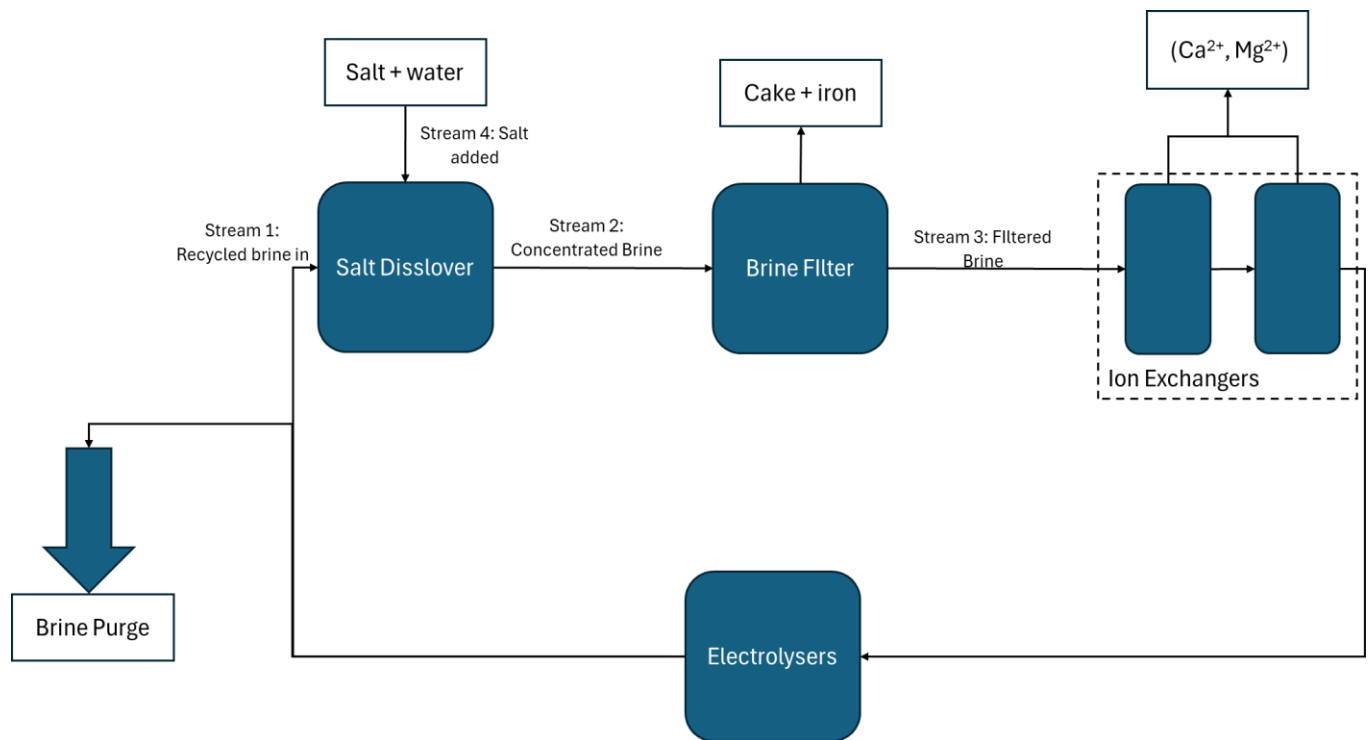 Salt + water
Stream 4: Salt
added
Cake + iron
(Ca²⁺, Mg²⁺)
Stream 1:
Recycled brine in
Salt Disslover
Stream 2:
Concentrated Brine
Brine FIlter
Stream 3: FIltered
Brine
Ion Exchangers
Brine Purge
Electrolysers